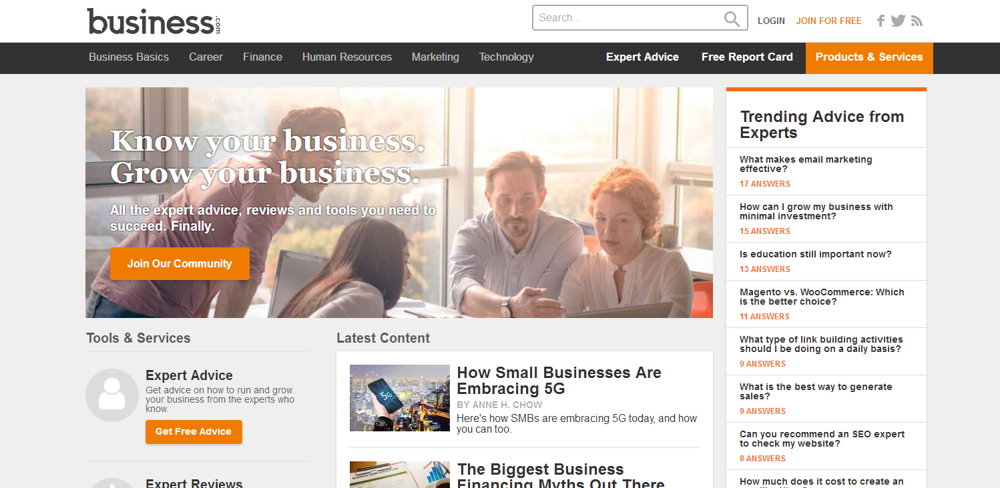 business.com
Search...
LOGIN
JOIN FOR FREE
Business Basics
Career
Finance
Human Resources
Marketing
Technology
Expert Advice
Free Report Card
Products & Services
Know your business.
Grow your business.
All the expert advice, reviews and tools you need to
succeed. Finally.
Join Our Community
Tools & Services
Expert Advice
Get advice on how to run and grow
your business from the experts who
know.
Get Free Advice
Expert Reviews
Latest Content
5G
How Small Businesses Are
Embracing 5G
BY ANNE H. CHOW
Here's how SMBs are embracing 5G today, and how
you can too.
BUSINESS LOAN APPLICATION
The Biggest Business
Financing Myths Out There
Trending Advice from
Experts
What makes email marketing
effective?
17 ANSWERS
How can I grow my business with
minimal investment?
15 ANSWERS
Is education still important now?
13 ANSWERS
Magento vs. WooCommerce: Which
is the better choice?
11 ANSWERS
What type of link building activities
should I be doing on a daily basis?
9 ANSWERS
What is the best way to generate
sales?
9 ANSWERS
Can you recommend an SEO expert
to check my website?
8 ANSWERS
How much does it cost to create an